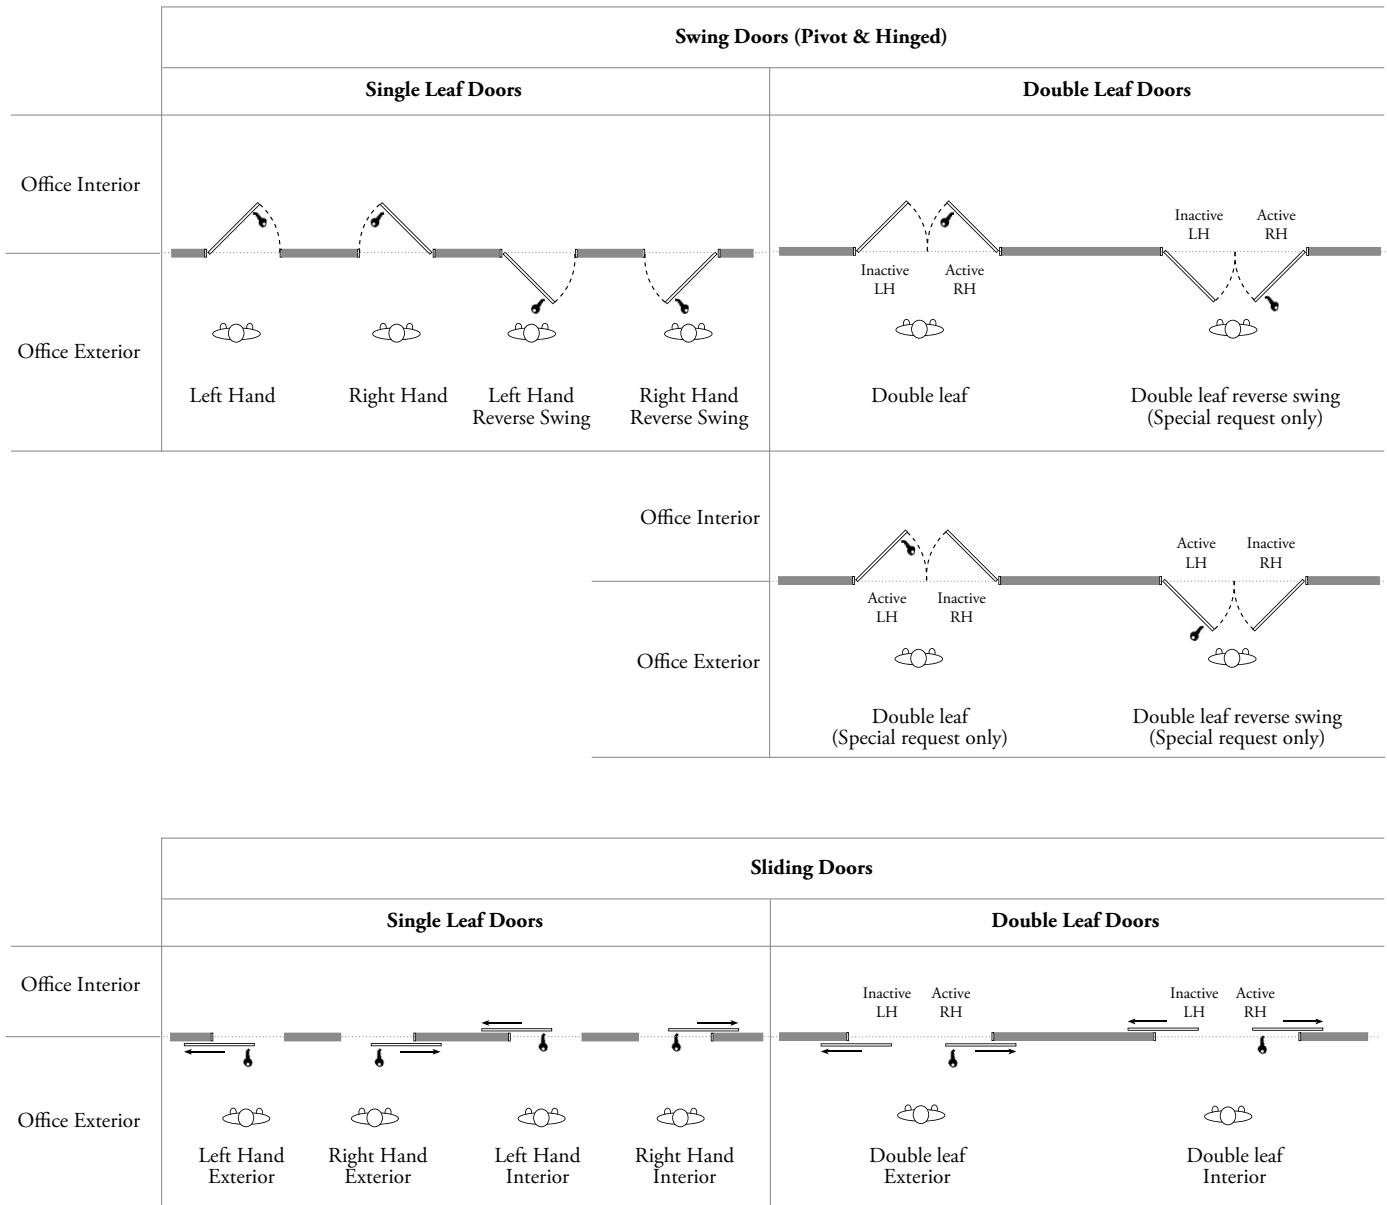 Swing Doors (Pivot & Hinged)
Single Leaf Doors
Double Leaf Doors
Office Interior
Inactive
LH
Active
RH
Inactive
LH
Active
RH
Office Exterior
Left Hand
Right Hand
Left Hand
Reverse Swing
Right Hand
Reverse Swing
Double leaf
Double leaf reverse swing
(Special request only)
Office Interior
Active
LH
Inactive
RH
Active
LH
Inactive
RH
Office Exterior
Double leaf
(Special request only)
Double leaf reverse swing
(Special request only)
Sliding Doors
Single Leaf Doors
Double Leaf Doors
Office Interior
Inactive
LH
Active
RH
Inactive
LH
Active
RH
Office Exterior
Left Hand
Exterior
Right Hand
Exterior
Left Hand
Interior
Right Hand
Interior
Double leaf
Exterior
Double leaf
Interior